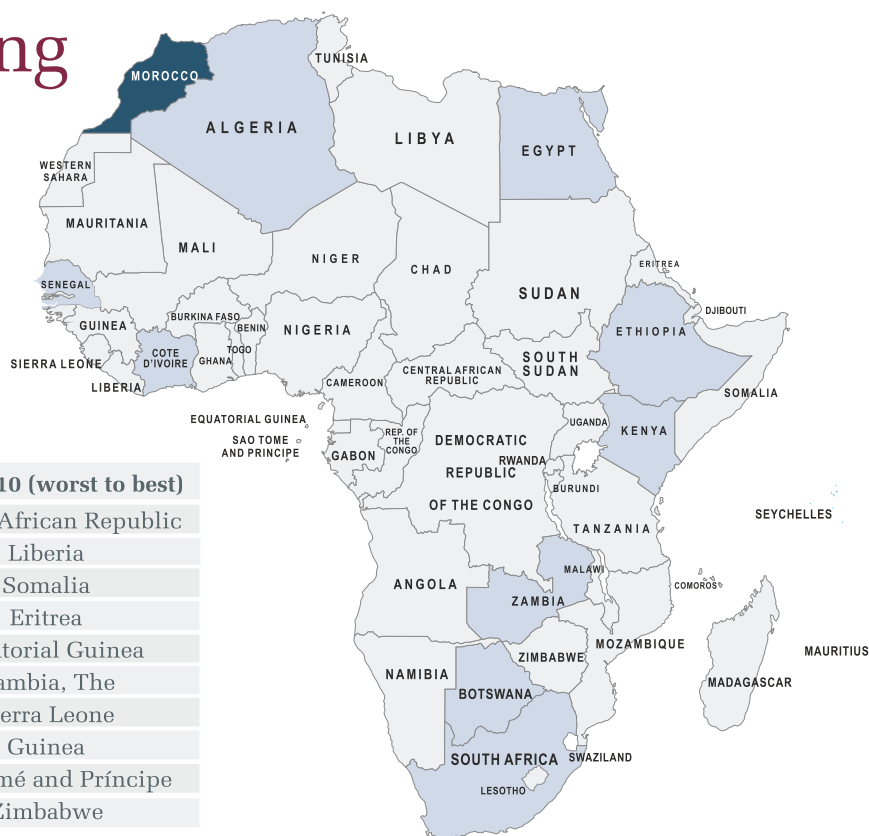 ng
TUNISIA
MOROCCO
ALGERIA
LIBYA
EGYPT
WESTERN
SAHARA
MAURITANIA
MALI
NIGER
CHAD
SUDAN
ERITREA
SENEGAL
DJIBOUTI
BURKINA FASO
GUINEA
BENIN
NIGERIA
ETHIOPIA
TOGO
COTE
D'IVOIRE
GHANA
SIERRA LEONE
SOUTH
SUDAN
CENTRAL AFRICAN
REPUBLIC
CAMEROON
LIBERIA
SOMALIA
EQUATORIAL GUINEA
UGANDA
KENYA
SAO TOME
AND PRINCIPE
REP. OF
THE
CONGO
GABON
DEMOCRATIC
REPUBLIC
OF THE CONGO
RWANDA
BURUNDI
TANZANIA
SEYCHELLES
10 (worst to best)
African Republic
Liberia
Somalia
Eritrea
torial Guinea
ambia, The
erra Leone
Guinea
mé and Príncipe
Zimbabwe
ANGOLA
MALAWI
ZAMBIA
COMOROS
MOZAMBIQUE
ZIMBABWE
MAURITIUS
NAMIBIA
BOTSWANA
MADAGASCAR
SOUTH AFRICA
SWAZILAND
LESOTHO